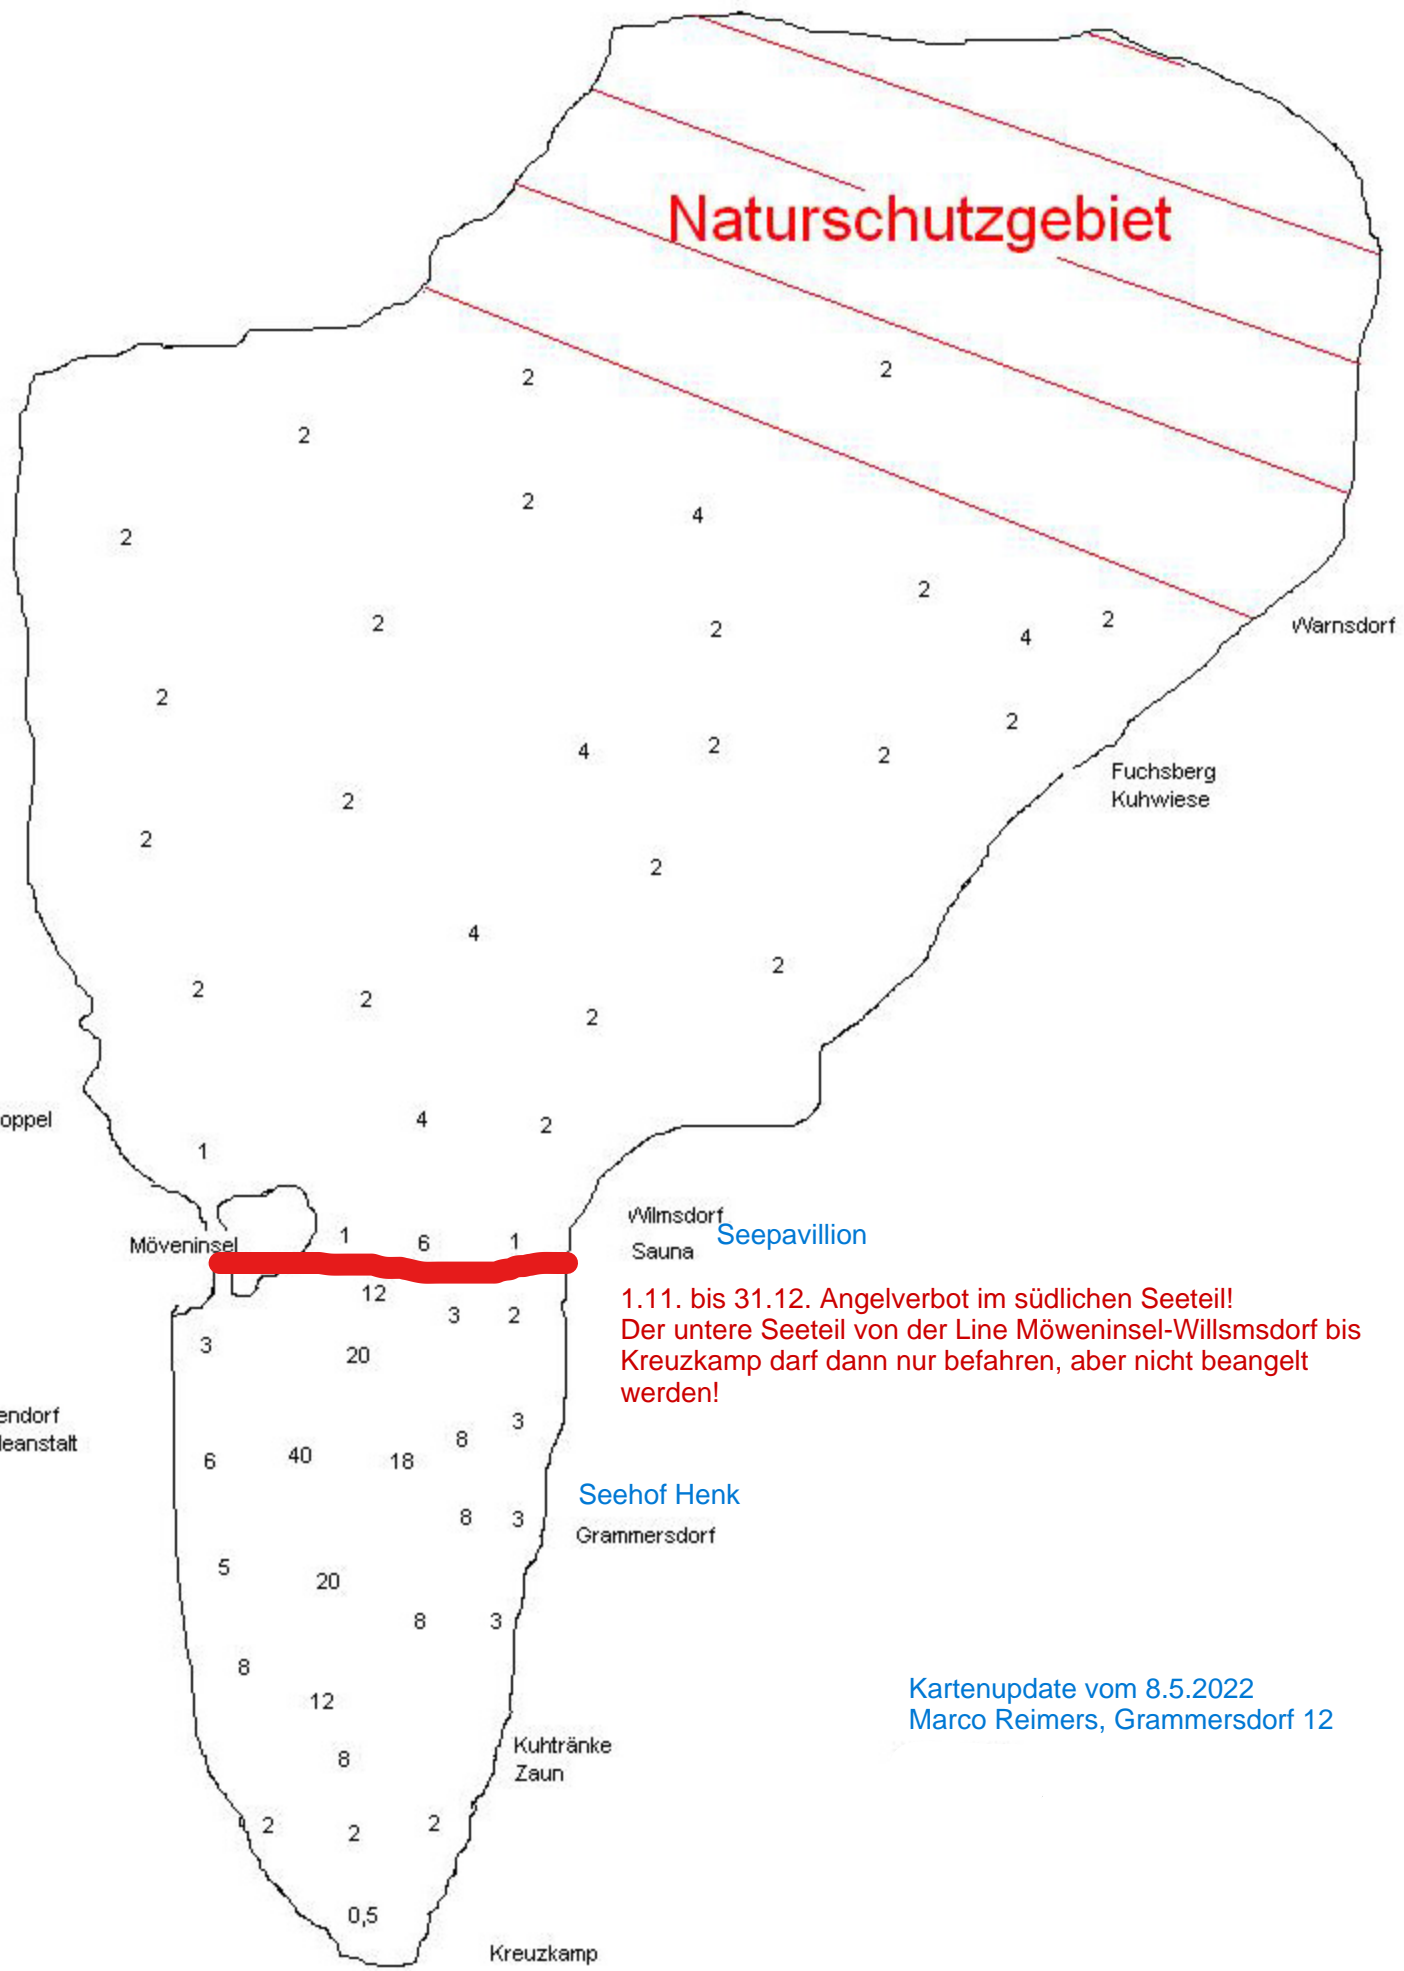 Naturschutzgebiet
2
2
2
2
4
2
2
2
2
2
4
Warnsdorf
2
2
4
2
2
Fuchsberg
Kuhwiese
2
2
2
4
2
2
2
2
4
2
oppel
1
Wilmsdorf
Seepavillion
Möveninsel
1
6
1
Sauna
12
3
2
1.11. bis 31.12. Angelverbot im südlichen Seeteil!
Der untere Seeteil von der Line Möweninsel-Willsmsdorf bis
Kreuzkamp darf dann nur befahren, aber nicht beangelt
werden!
3
20
endorf
leanstalt
3
8
6
40
18
Seehof Henk
8
3
Grammersdorf
5
20
8
3
8
12
Kartenupdate vom 8.5.2022
Marco Reimers, Grammersdorf 12
8
Kuhtränke
Zaun
2
2
2
0,5
Kreuzkamp